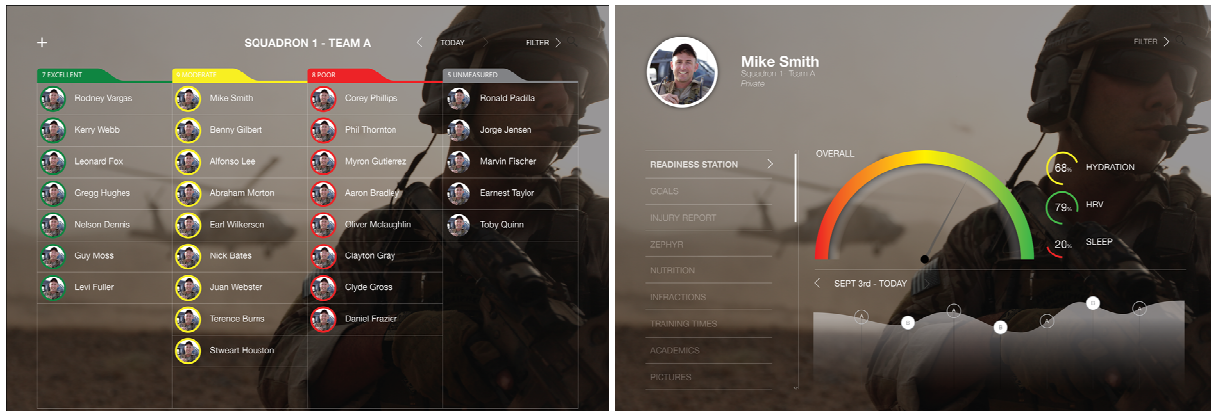 SQUADRON 1 - TEAM A
TODAY
FILTER
7 EXCELLENT
9 MODERATE
8 POOR
5 UNMEASURED
Rodney Vargas
Mike Smith
Corey Phillips
Ronald Padilla
Kerry Webb
Benny Gilbert
Phil Thornton
Jorge Jensen
Leonard Fox
Alfonso Lee
Myron Gutierrez
Marvin Fischer
Gregg Hughes
Abraham Morton
Aaron Bradley
Earnest Taylor
Nelson Dennis
Earl Wilkerson
Oliver Mclaughlin
Toby Quinn
Guy Moss
Nick Bates
Clayton Gray
Levi Fuller
Juan Webster
Clyde Gross
Terence Burns
Daniel Frazier
Stweart Houston
FILTER
Mike Smith
Squadron 1 Team A
Private
READINESS STATION
GOALS
INJURY REPORT
ZEPHYR
NUTRITION
INFRACTIONS
TRAINING TIMES
ACADEMICS
PICTURES
OVERALL
68% HYDRATION
79% HRV
20% SLEEP
SEPT 3rd - TODAY
A
B
A
B
A
B
A